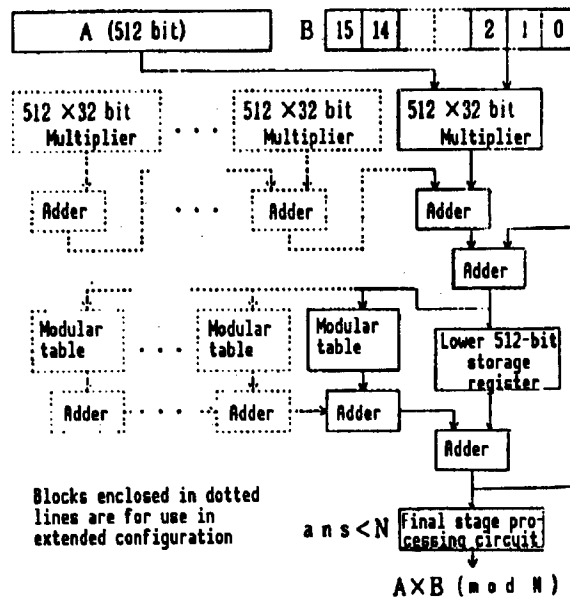 A (512 bit)
B 15 14 2 1 0
512 ×32 bit
Multiplier
. . .
512 ×32 bit
Multiplier
512 ×32 bit
Multiplier
Adder
. . .
Adder
Adder
Adder
Modular
table
. . .
Modular
table
Modular
table
Lower 512-bit
storage
register
Adder
. . .
Adder
Adder
Adder
Blocks enclosed in dotted
lines are for use in
extended configuration
ans<N
Final stage pro-
cessing circuit
A×B (mod N)